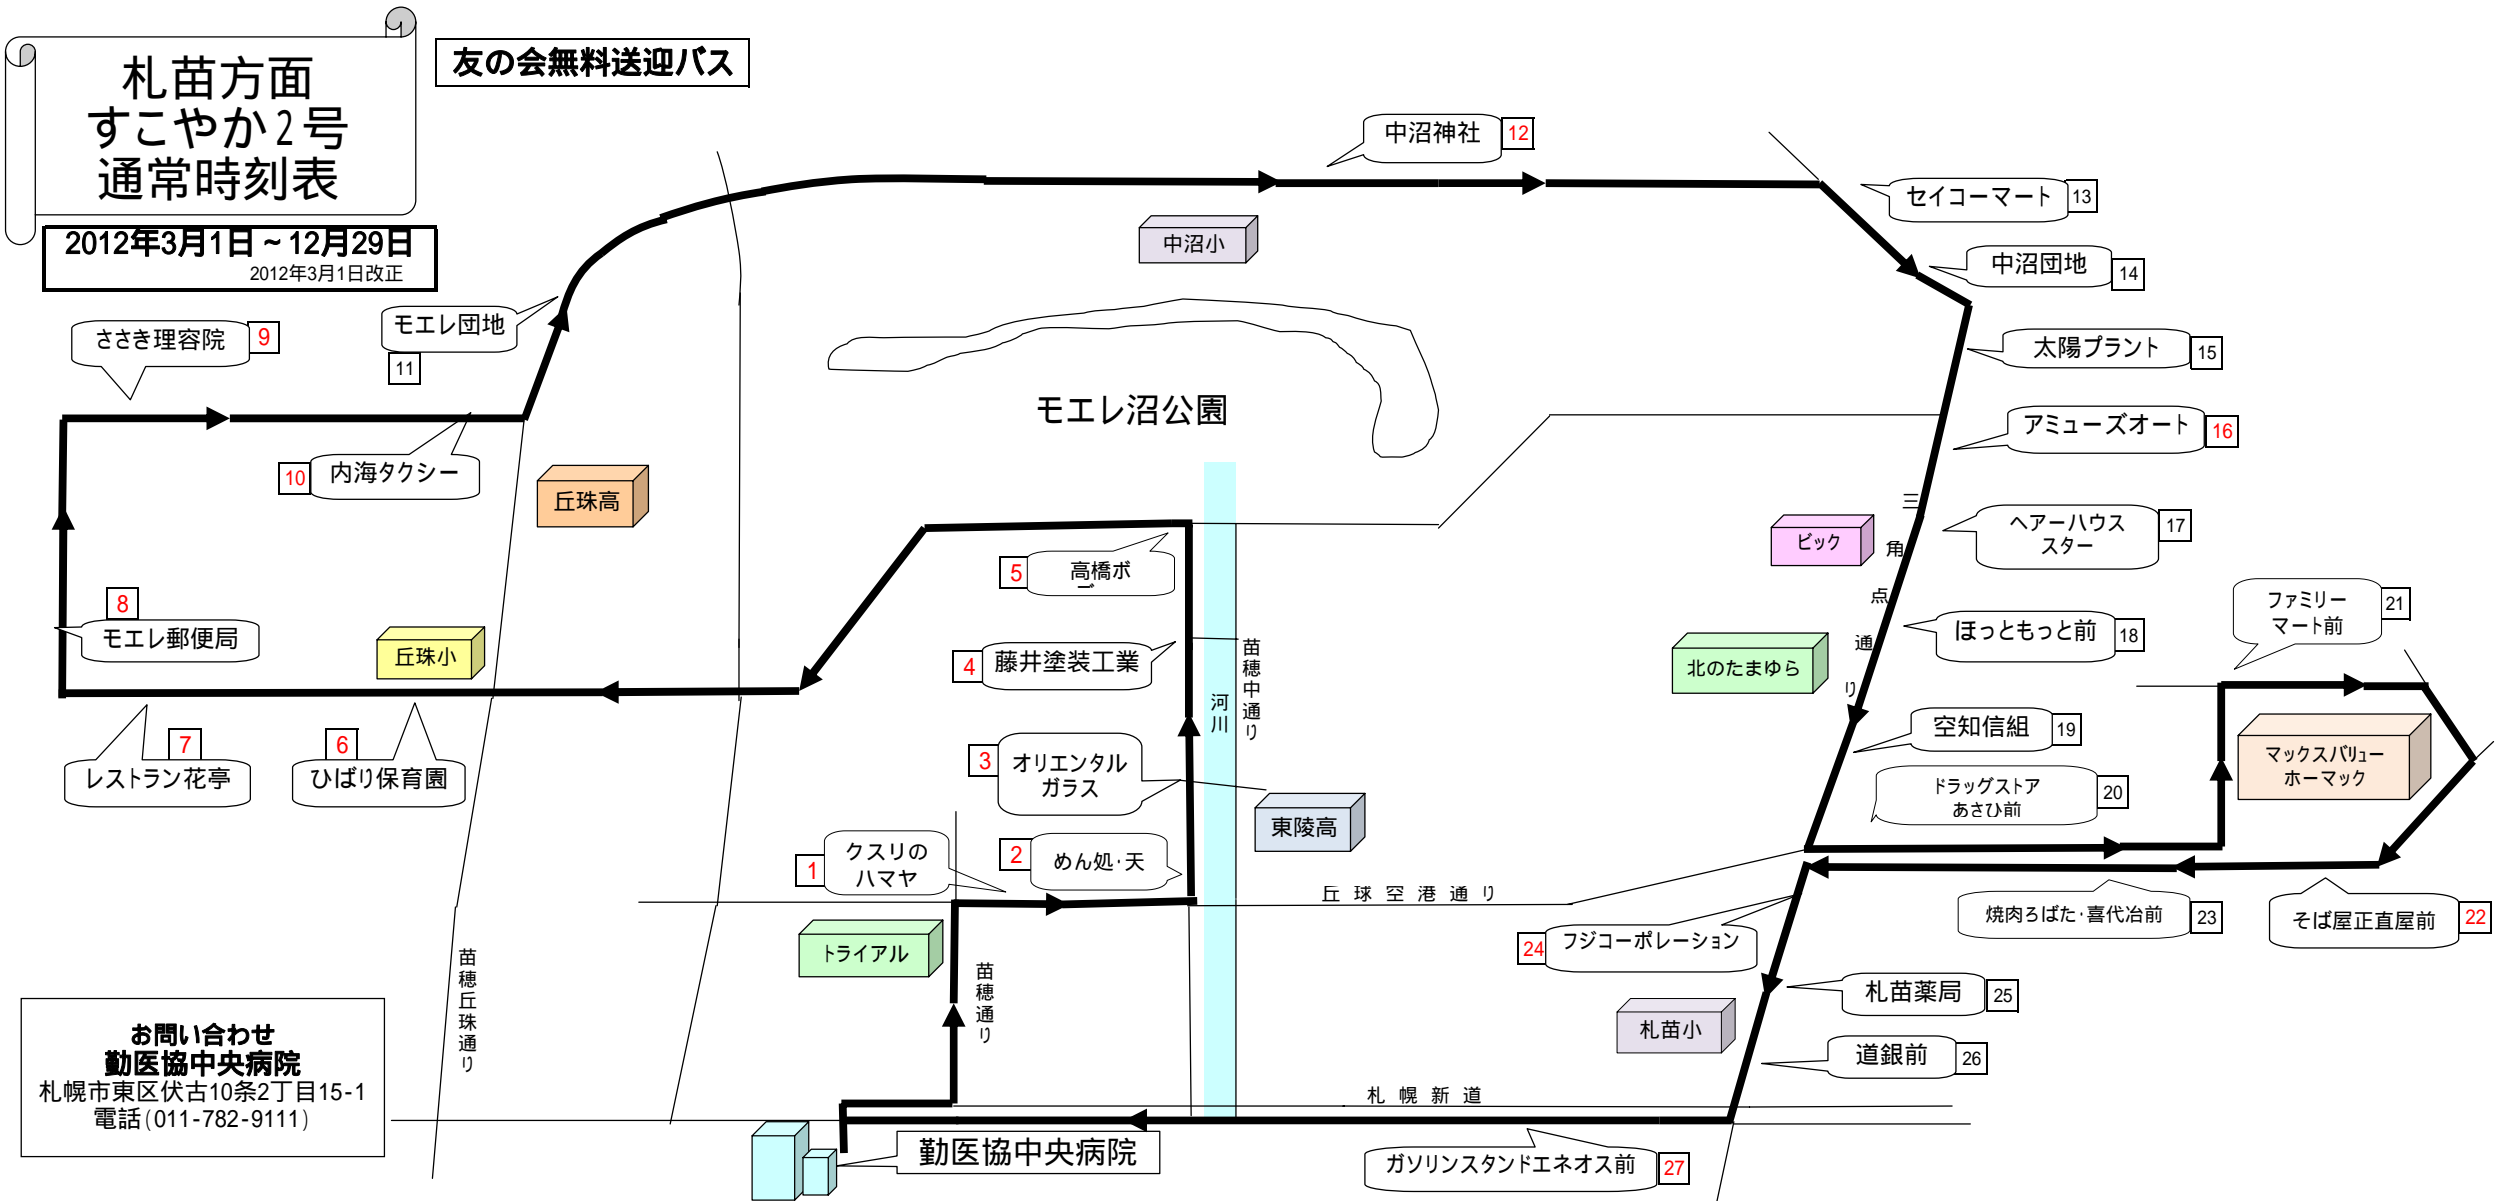 札苗方面
すこやか2号
通常時刻表
友の会無料送迎バス
2012年3月1日～12月29日
2012年3月1日改正
中沼神社
12
セイコーマート
13
中沼小
中沼団地
14
ささき理容院
9
モエレ団地
11
太陽プラント
15
モエレ沼公園
アミューズオート
16
内海タクシー
10
丘珠高
三角点通り
ビック
ヘアーハウス
スター
17
高橋ボ
5
モエレ郵便局
8
丘珠小
藤井塗装工業
4
苗穂中通り
河川
北のたまゆら
ほっともっと前
18
ファミリー
マート前
21
レストラン花亭
7
ひばり保育園
6
オリエンタル
ガラス
3
空知信組
19
マックスバリュー
ホーマック
ドラッグストア
あさひ前
20
東陵高
クスリの
ハマヤ
1
めん処・天
2
丘球空港通り
トライアル
フジコーポレーション
24
焼肉ろばた・喜代冶前
23
そば屋正直屋前
22
苗穂丘珠通り
苗穂通り
札苗薬局
25
札苗小
道銀前
26
お問い合わせ
勤医協中央病院
札幌市東区伏古10条2丁目15-1
電話(011-782-9111)
札幌新道
勤医協中央病院
ガソリンスタンドエネオス前
27